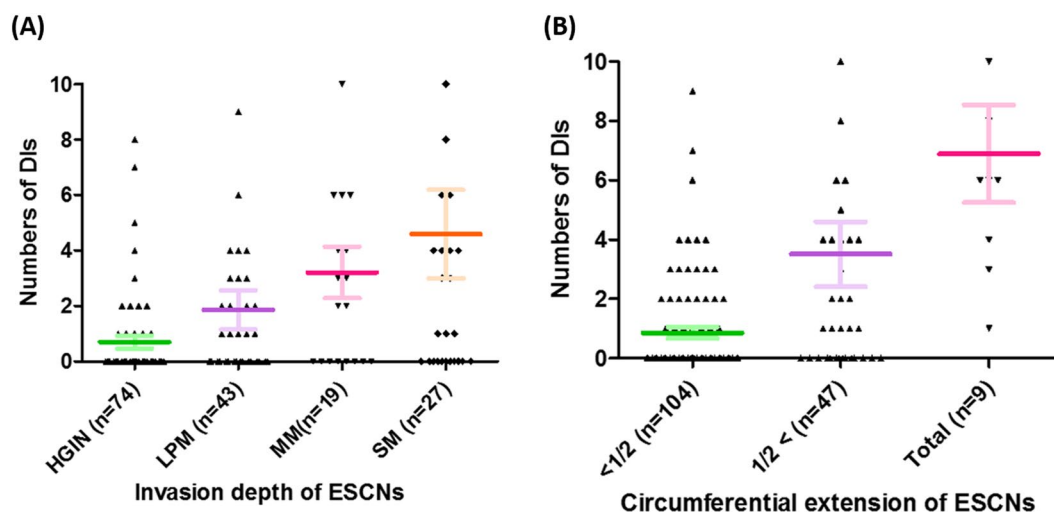 (A)
Numbers of DIs
10
8
6
4
2
0
HGIN (n=74)
LPM (n=43)
MM(n=19)
SM (n=27)
Invasion depth of ESCNs
(B)
Numbers of DIs
10
8
6
4
2
0
<1/2 (n=104)
1/2 < (n=47)
Total (n=9)
Circumferential extension of ESCNs